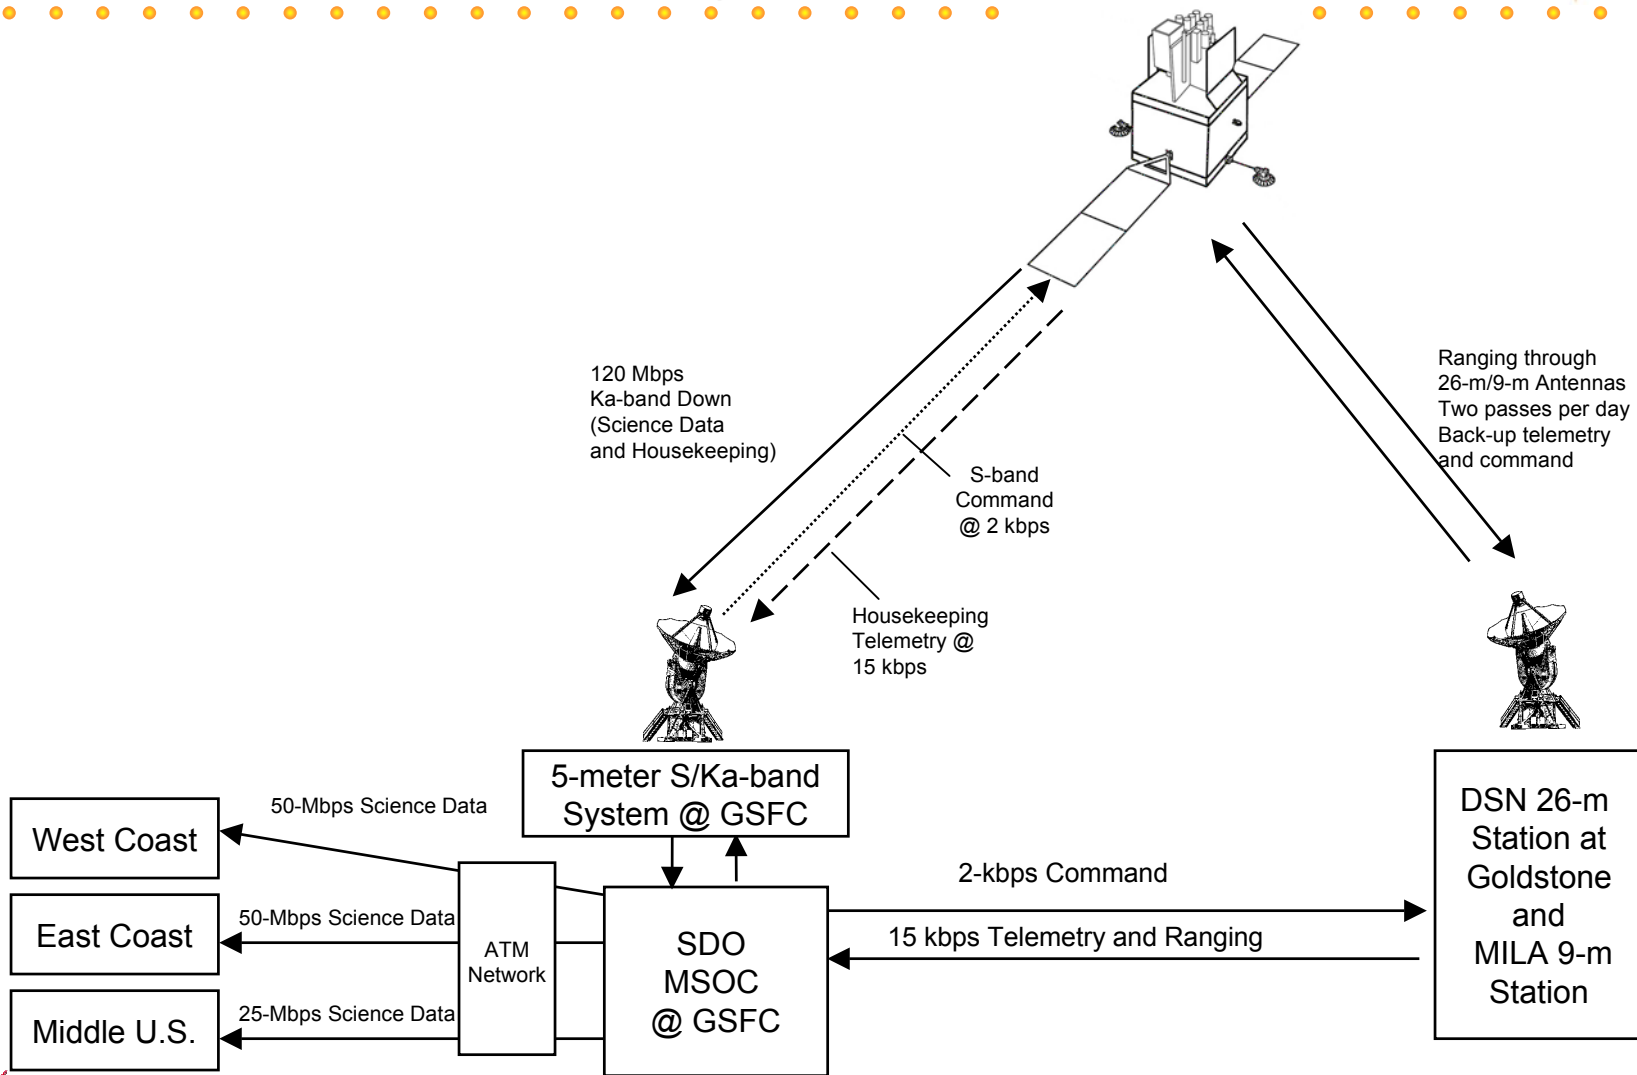 120 Mbps
Ka-band Down
(Science Data
and Housekeeping)
Ranging through
26-m/9-m Antennas
Two passes per day
Back-up telemetry
and command
S-band
Command
@ 2 kbps
Housekeeping
Telemetry @
15 kbps
5-meter S/Ka-band
System @ GSFC
50-Mbps Science Data
West Coast
50-Mbps Science Data
East Coast
25-Mbps Science Data
Middle U.S.
ATM
Network
SDO
MSOC
@ GSFC
2-kbps Command
15 kbps Telemetry and Ranging
DSN 26-m
Station at
Goldstone
and
MILA 9-m
Station